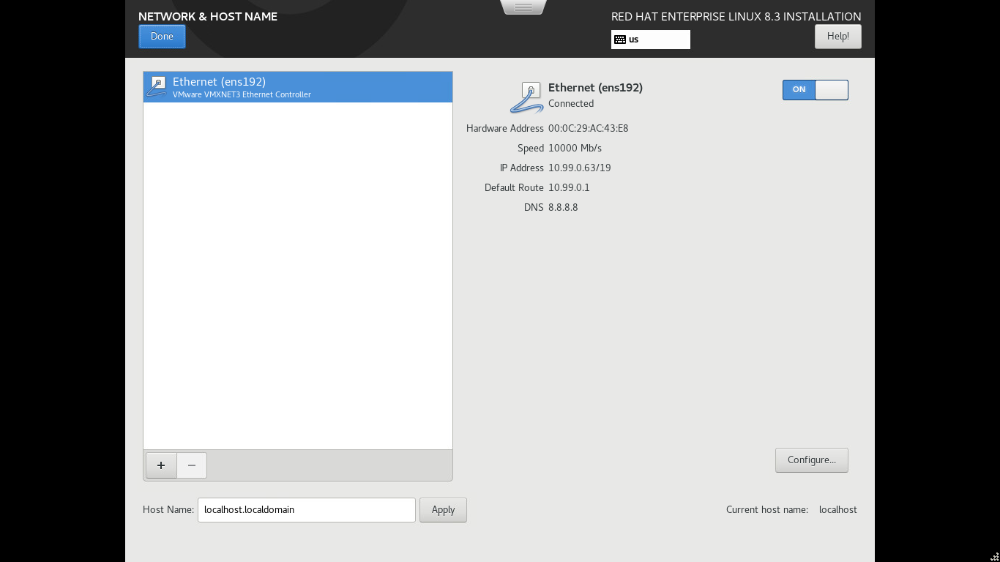 NETWORK & HOST NAME
RED HAT ENTERPRISE LINUX 8.3 INSTALLATION
Done
us
Help!
Ethernet (ens192)
VMware VMXNET3 Ethernet Controller
Ethernet (ens192)
Connected
ON
Hardware Address 00:0C:29:AC:43:E8
Speed 10000 Mb/s
IP Address 10.99.0.63/19
Default Route 10.99.0.1
DNS 8.8.8.8
+ −
Configure...
Host Name: localhost.localdomain Apply
Current host name: localhost